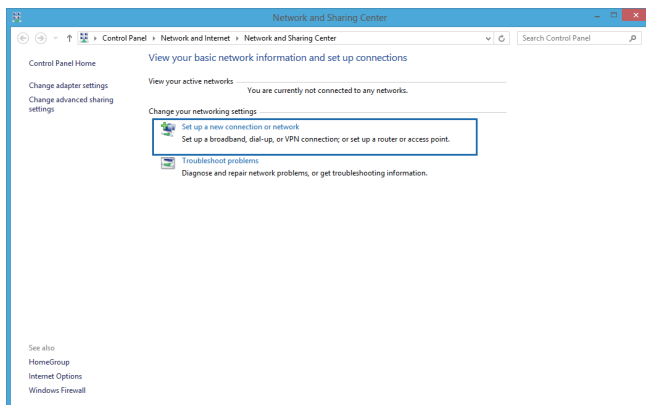 Network and Sharing Center
Control Panel Network and Internet Network and Sharing Center
Search Control Panel
Control Panel Home
Change adapter settings
Change advanced sharing
settings
View your basic network information and set up connections
View your active networks
You are currently not connected to any networks.
Change your networking settings
Set up a new connection or network
Set up a broadband, dial-up, or VPN connection; or set up a router or access point.
Troubleshoot problems
Diagnose and repair network problems, or get troubleshooting information.
See also
HomeGroup
Internet Options
Windows Firewall